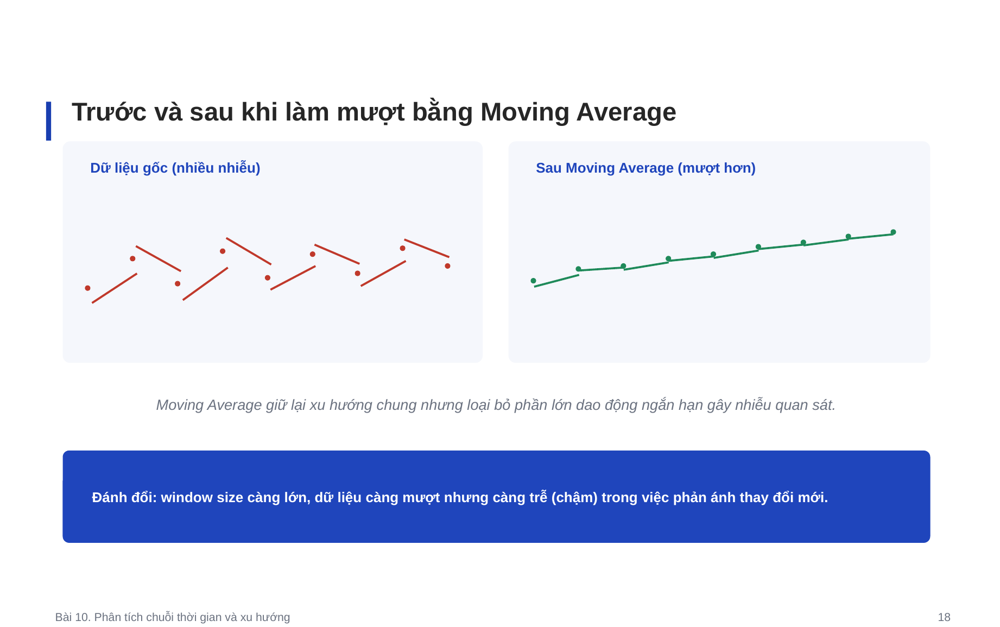 Trước và sau khi làm mượt bằng Moving Average
Dữ liệu gốc (nhiều nhiễu)
Sau Moving Average (mượt hơn)
Moving Average giữ lại xu hướng chung nhưng loại bỏ phần lớn dao động ngắn hạn gây nhiễu quan sát.
Đánh đổi: window size càng lớn, dữ liệu càng mượt nhưng càng trễ (chậm) trong việc phản ánh thay đổi mới.
Bài 10. Phân tích chuỗi thời gian và xu hướng
18